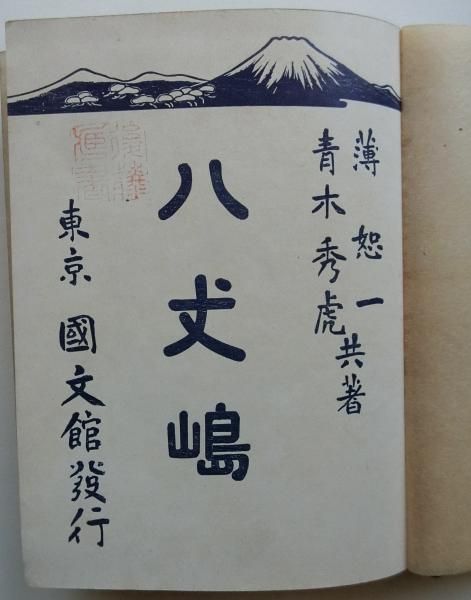 薄恕一
青木秀虎共著
八丈嶋
東京 國文館發行